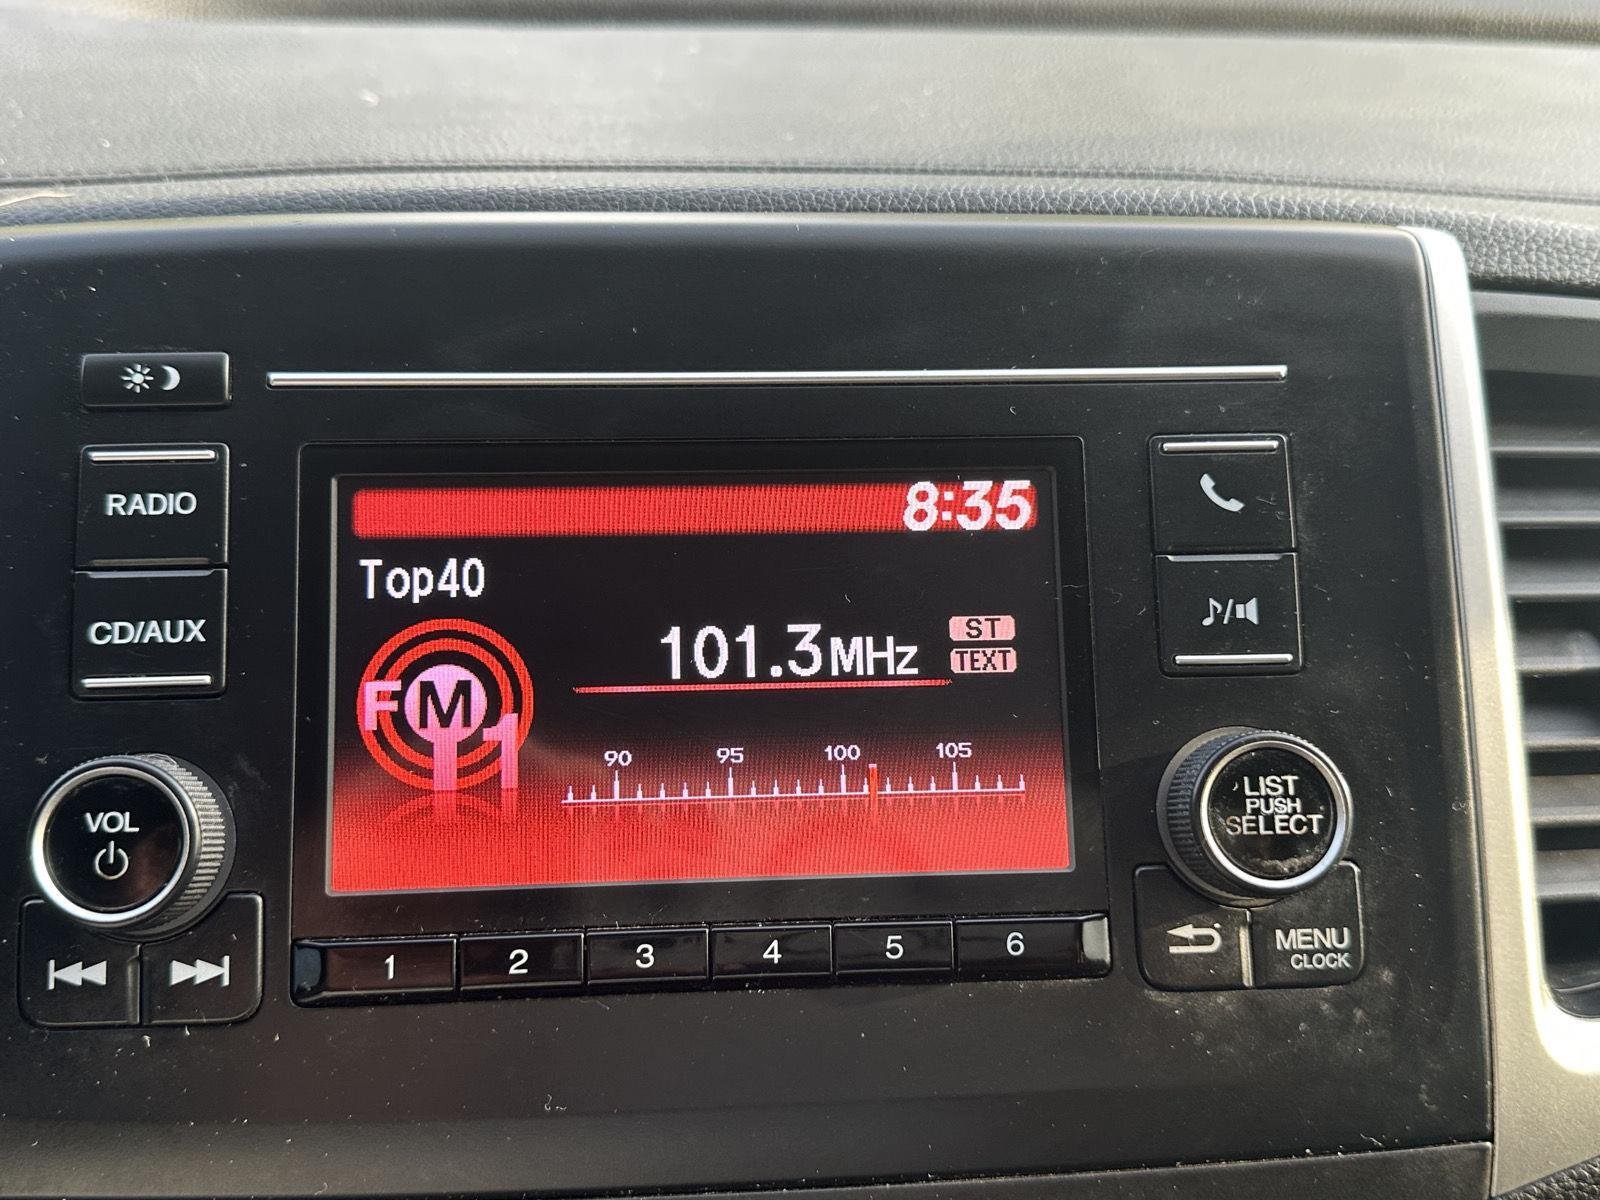 8:35
RADIO
Top40
CD/AUX
101.3MHz
ST
TEXT
FM
1
90 95 100 105
VOL
LIST
PUSH
SELECT
1 2 3 4 5 6
MENU
CLOCK